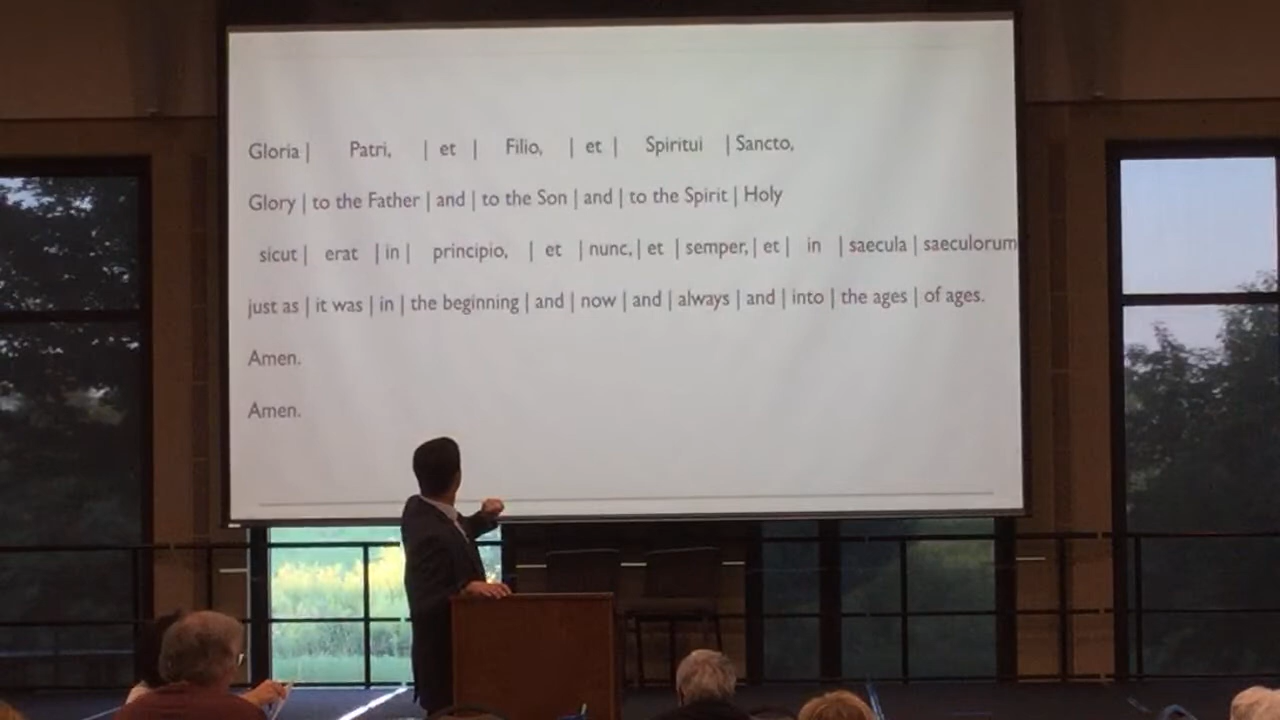 Gloria | Patri, | et | Filio, | et | Spiritui | Sancto,
Glory | to the Father | and | to the Son | and | to the Spirit | Holy
sicut | erat | in | principio, | et | nunc, | et | semper, | et | in | saecula | saeculorum
just as | it was | in | the beginning | and | now | and | always | and | into | the ages | of ages.
Amen.
Amen.